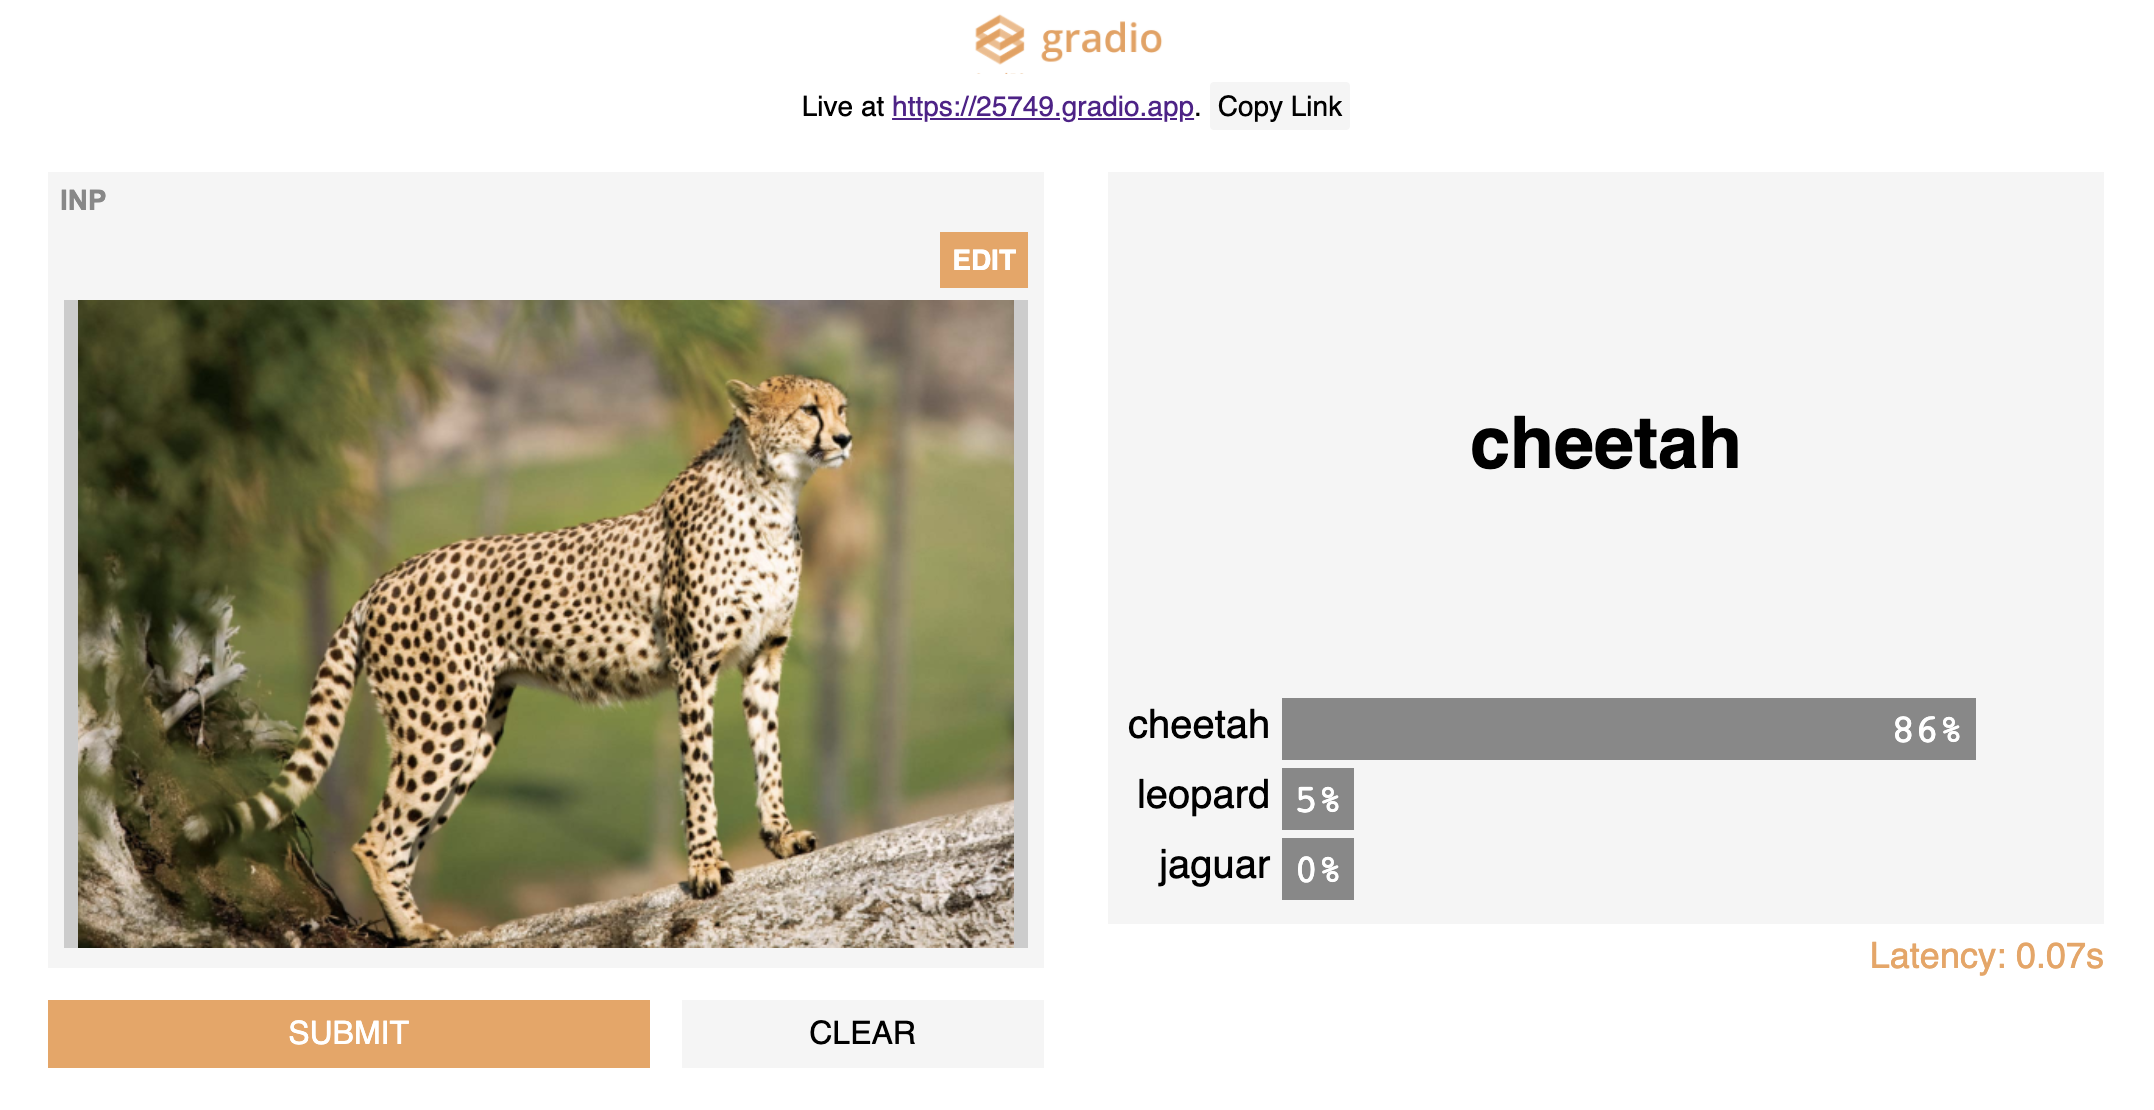 gradio
Live at https://25749.gradio.app. Copy Link
INP
EDIT
cheetah
cheetah 86%
leopard 5%
jaguar 0%
Latency: 0.07s
SUBMIT
CLEAR